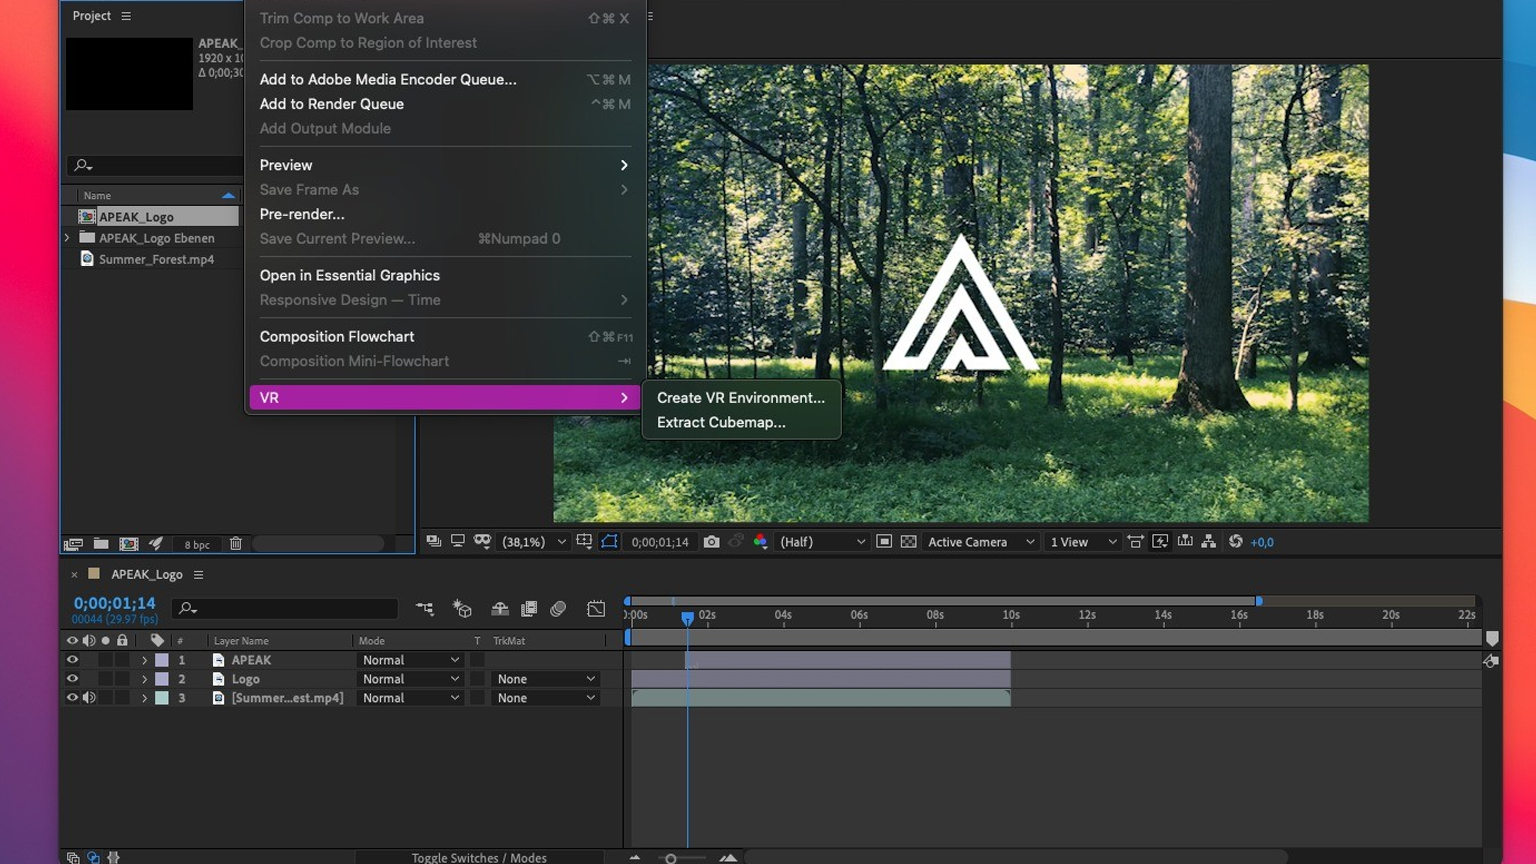 Project
APEAK_
1920 x 10
Δ 0;00;30
Name
APEAK_Logo
APEAK_Logo Ebenen
Summer_Forest.mp4
8 bpc
Trim Comp to Work Area ⇧⌘ X
Crop Comp to Region of Interest
Add to Adobe Media Encoder Queue... ⌥⌘ M
Add to Render Queue ^⌘ M
Add Output Module
Preview
Save Frame As
Pre-render...
Save Current Preview... ⌘Numpad 0
Open in Essential Graphics
Responsive Design — Time
Composition Flowchart ⇧⌘F11
Composition Mini-Flowchart ⇥
VR
Create VR Environment...
Extract Cubemap...
(38,1%) 0;00;01;14 (Half) Active Camera 1 View +0,0
APEAK_Logo
0;00;01;14
00044 (29.97 fps)
0:00s 02s 04s 06s 08s 10s 12s 14s 16s 18s 20s 22s
# Layer Name Mode T TrkMat
1 APEAK Normal
2 Logo Normal None
3 [Summer...est.mp4] Normal None
Toggle Switches / Modes